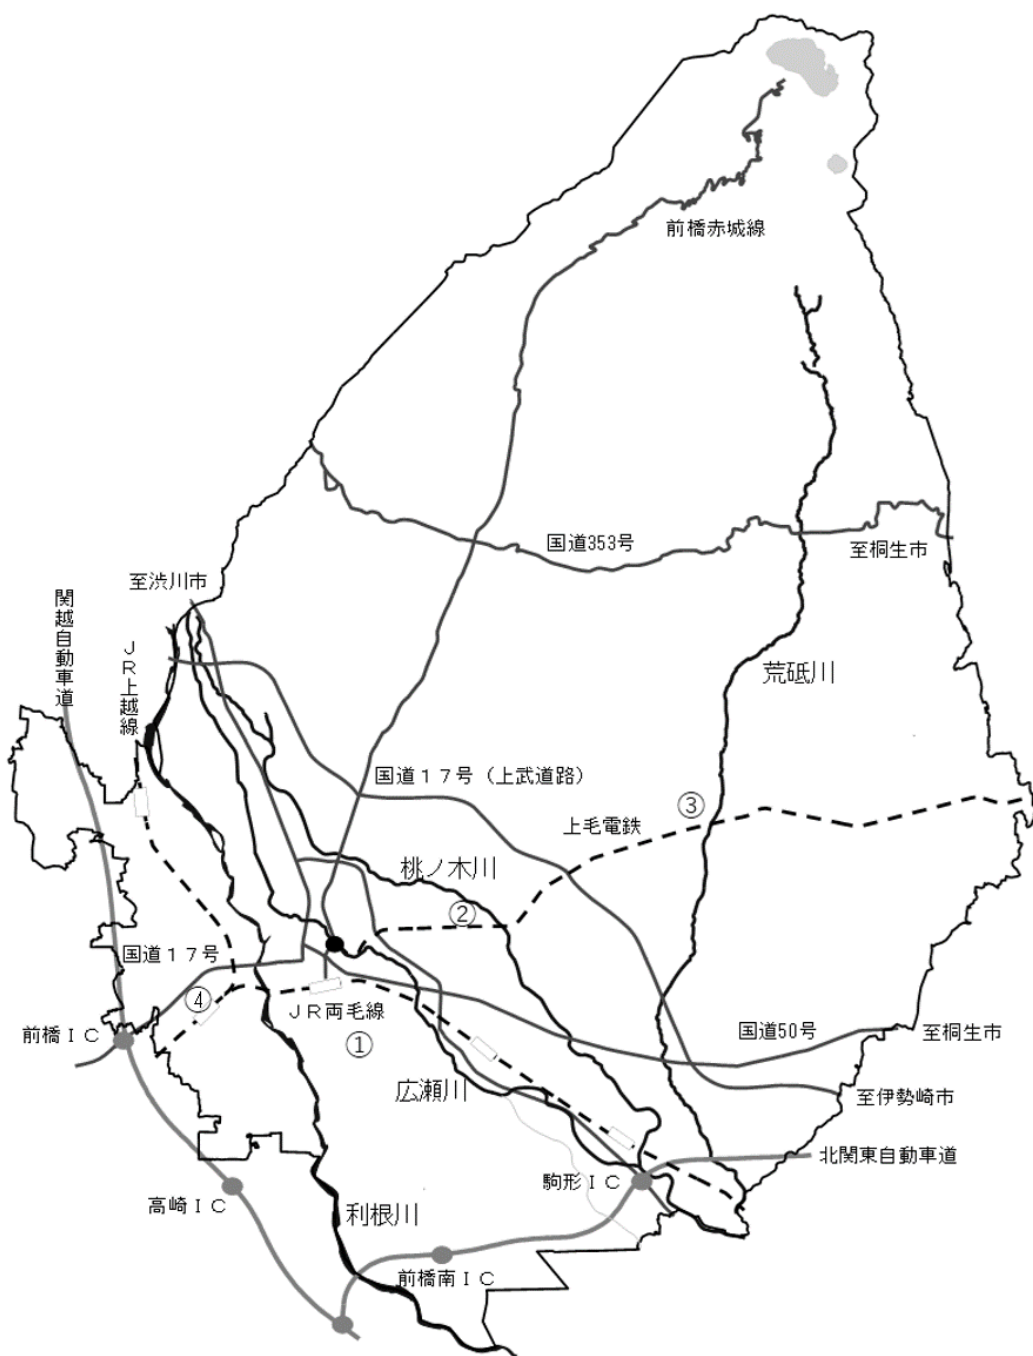 前橋赤城線
国道353号
至桐生市
至渋川市
関越自動車道
ＪＲ上越線
荒砥川
国道１７号（上武道路）
③
上毛電鉄
桃ノ木川
②
国道１７号
④
ＪＲ両毛線
①
前橋ＩＣ
国道50号
至桐生市
広瀬川
至伊勢崎市
北関東自動車道
駒形ＩＣ
高崎ＩＣ
利根川
前橋南ＩＣ